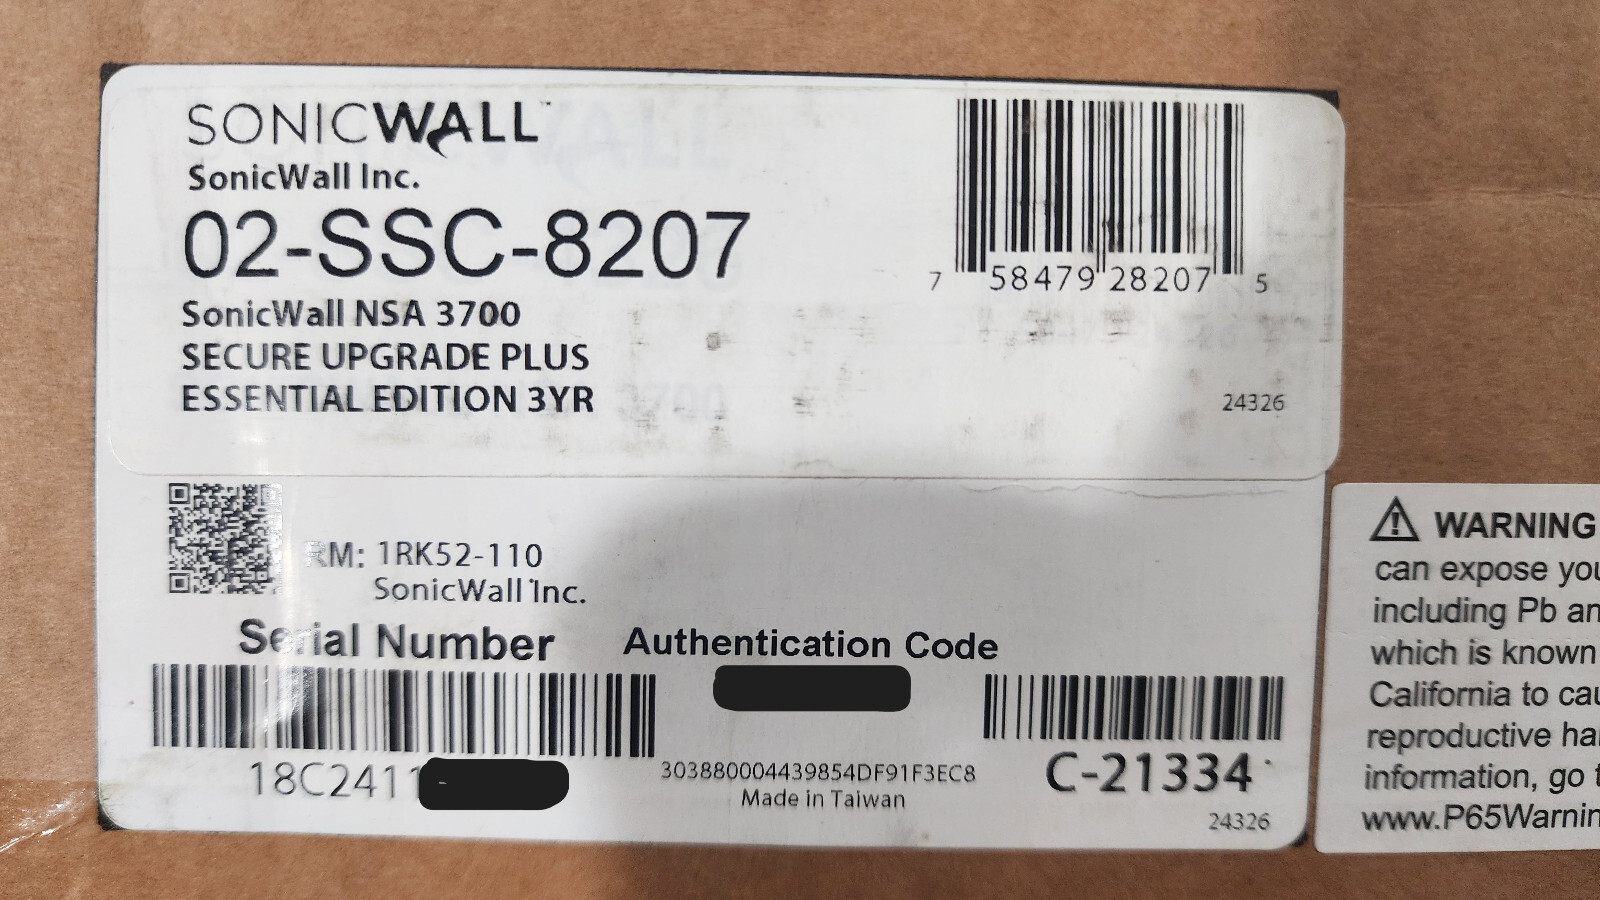 SONICWALL™
SonicWall Inc.
02-SSC-8207
SonicWall NSA 3700
SECURE UPGRADE PLUS
ESSENTIAL EDITION 3YR
7 58479 28207 5
24326
RM: 1RK52-110
SonicWall Inc.
Serial Number
Authentication Code
18C2411
303880004439854DF91F3EC8
Made in Taiwan
C-21334
24326
WARNING
can expose you
including Pb an
which is known
California to cau
reproductive ha
information, go t
www.P65Warnin